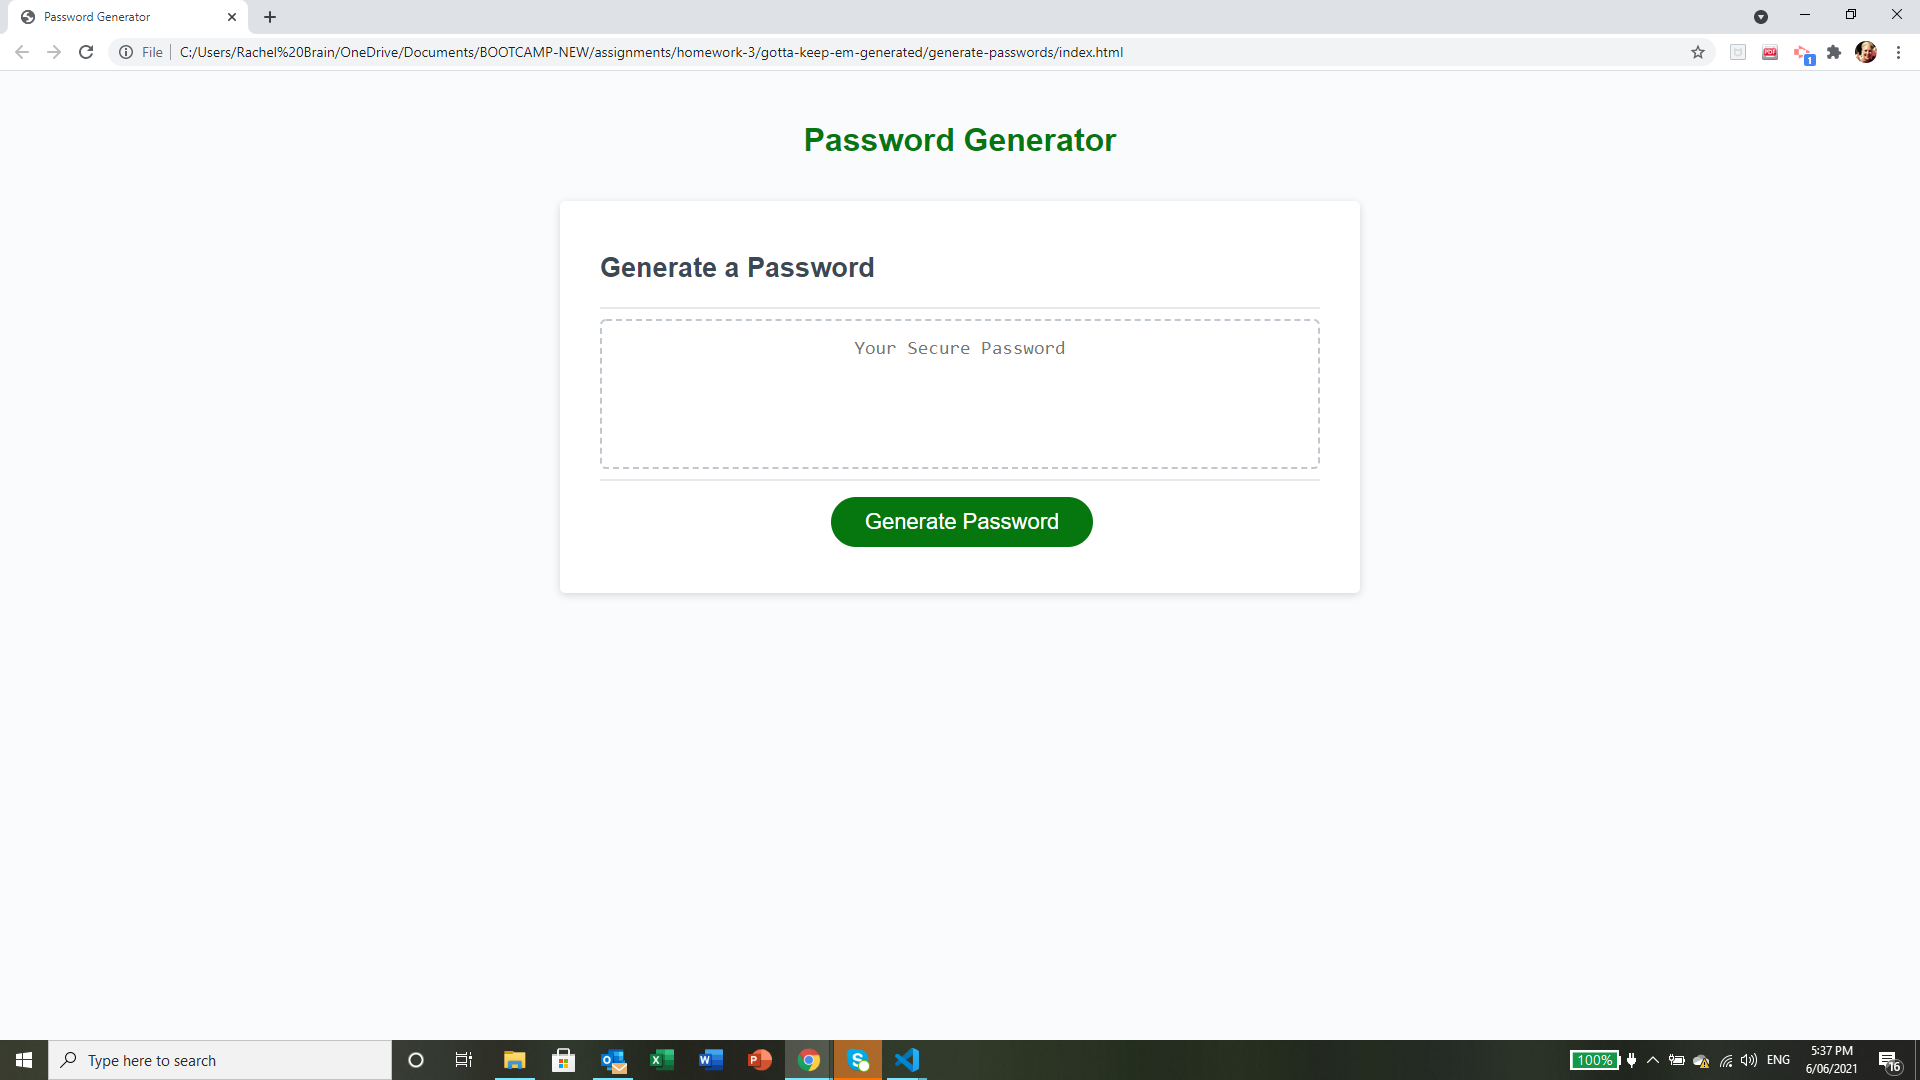 Password Generator
File
C:/Users/Rachel%20Brain/OneDrive/Documents/BOOTCAMP-NEW/assignments/homework-3/gotta-keep-em-generated/generate-passwords/index.html
PDF
1
Password Generator
Generate a Password
Your Secure Password
Generate Password
Type here to search
100%
ENG
5:37 PM
6/06/2021
16